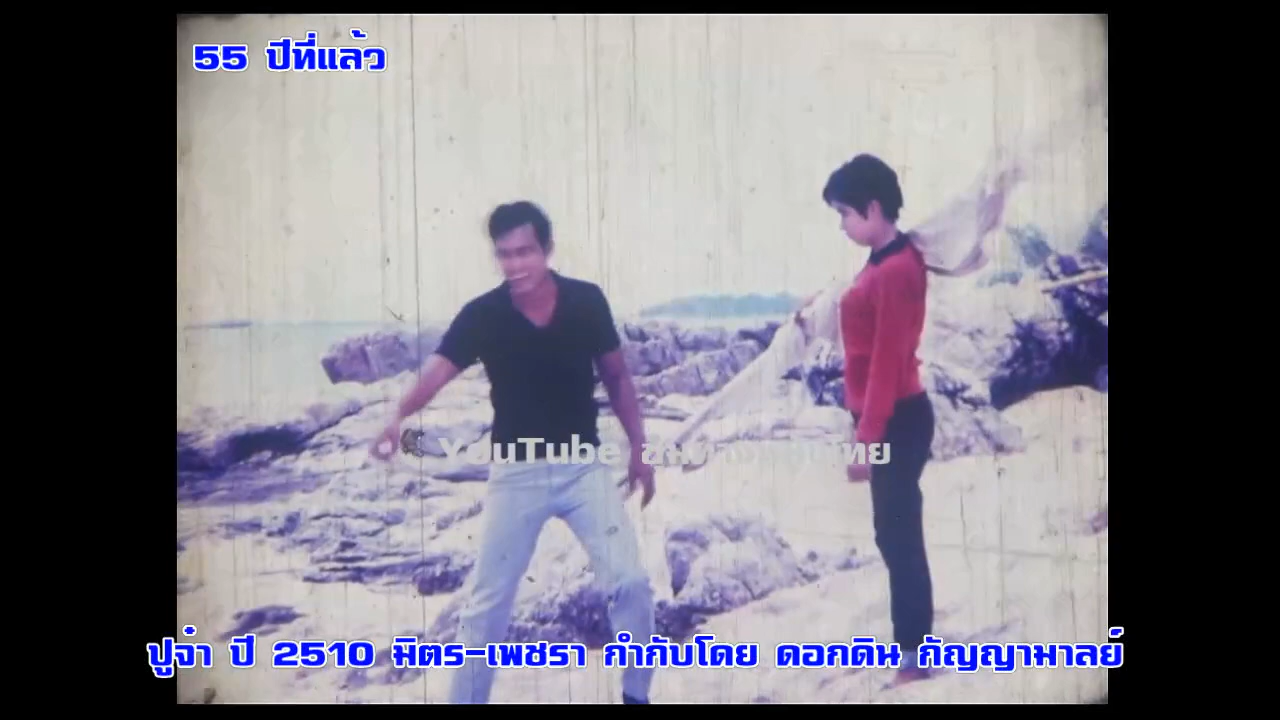 55 ปีที่แล้ว
YouTube
ปูจ๋า ปี 2510 มิตร-เพชรา กำกับโดย ดอกดิน กัญญามาลย์